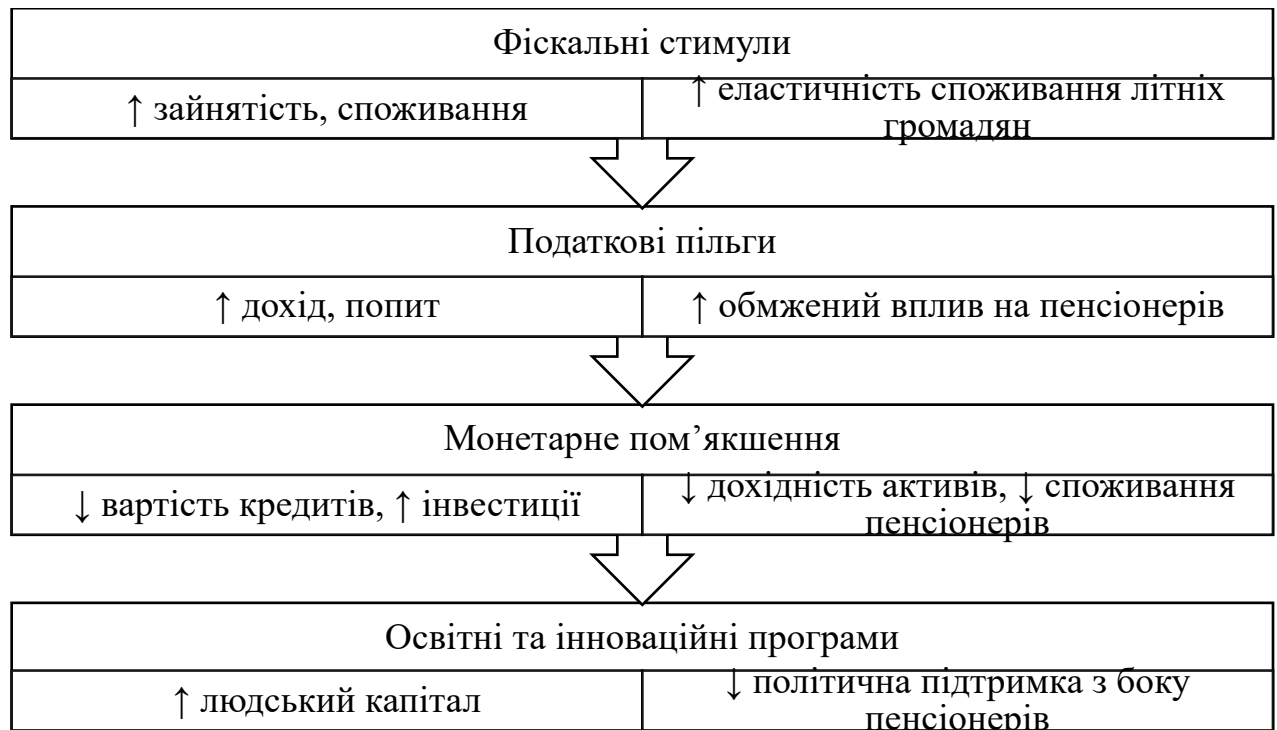 Фіскальні стимули
↑ зайнятість, споживання
↑ еластичність споживання літніх
громадян
Податкові пільги
↑ дохід, попит
↑ обмжений вплив на пенсіонерів
Монетарне пом’якшення
↓ вартість кредитів, ↑ інвестиції
↓ дохідність активів, ↓ споживання
пенсіонерів
Освітні та інноваційні програми
↑ людський капітал
↓ політична підтримка з боку
пенсіонерів